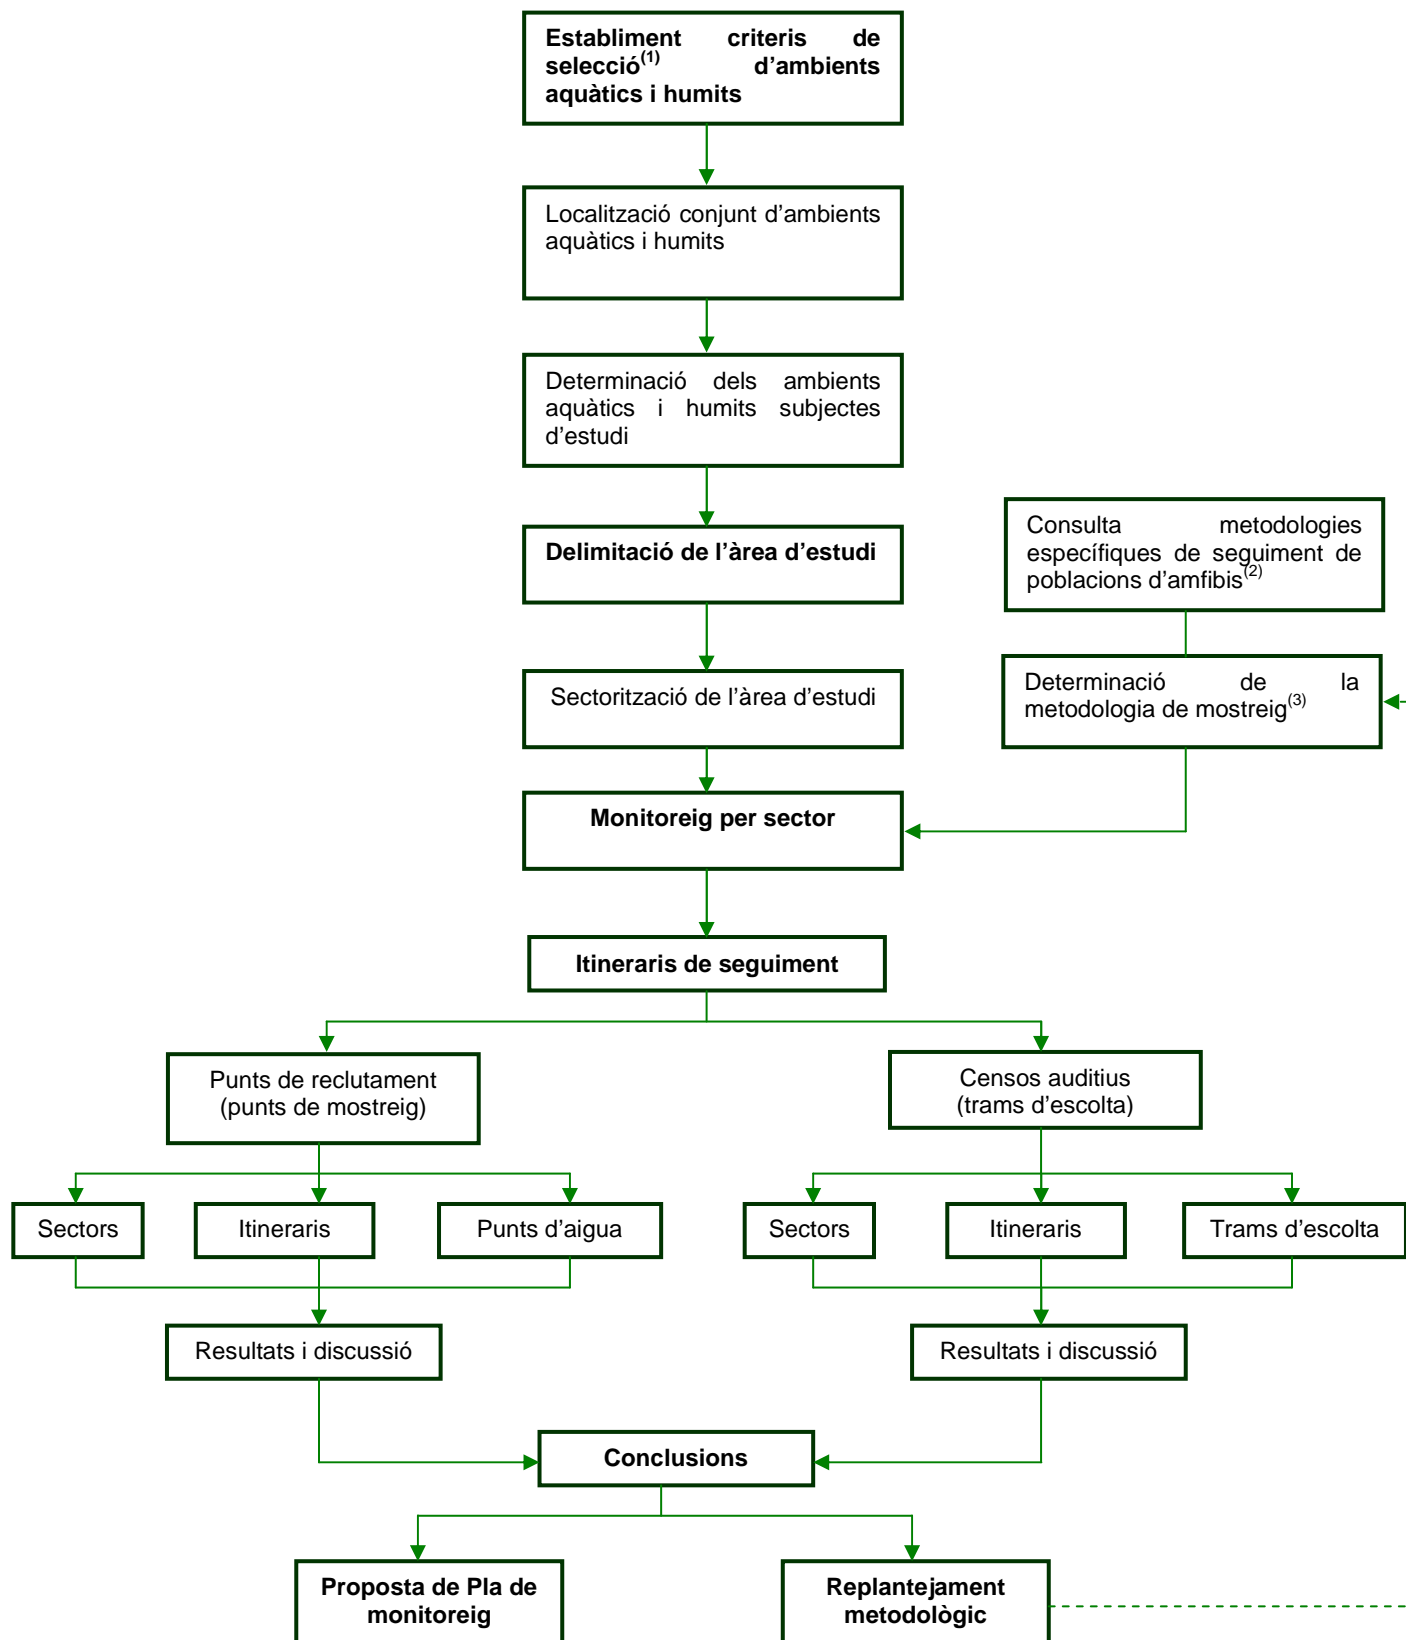 Establiment criteris de
selecció(1) d’ambients
aquàtics i humits
Localització conjunt d’ambients
aquàtics i humits
Determinació dels ambients
aquàtics i humits subjectes
d’estudi
Delimitació de l’àrea d’estudi
Consulta metodologies
específiques de seguiment de
poblacions d’amfibis(2)
Sectorització de l’àrea d’estudi
Determinació de la
metodologia de mostreig(3)
Monitoreig per sector
Itineraris de seguiment
Punts de reclutament
(punts de mostreig)
Censos auditius
(trams d’escolta)
Sectors
Itineraris
Punts d’aigua
Sectors
Itineraris
Trams d’escolta
Resultats i discussió
Resultats i discussió
Conclusions
Proposta de Pla de
monitoreig
Replantejament
metodològic